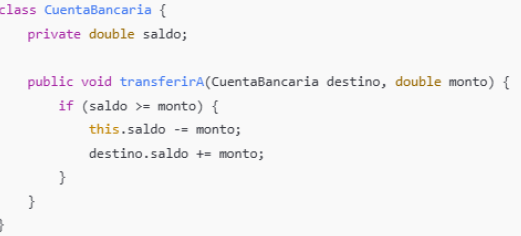 class CuentaBancaria {
    private double saldo;

    public void transferirA(CuentaBancaria destino, double monto) {
        if (saldo >= monto) {
            this.saldo -= monto;
            destino.saldo += monto;
        }
    }
}